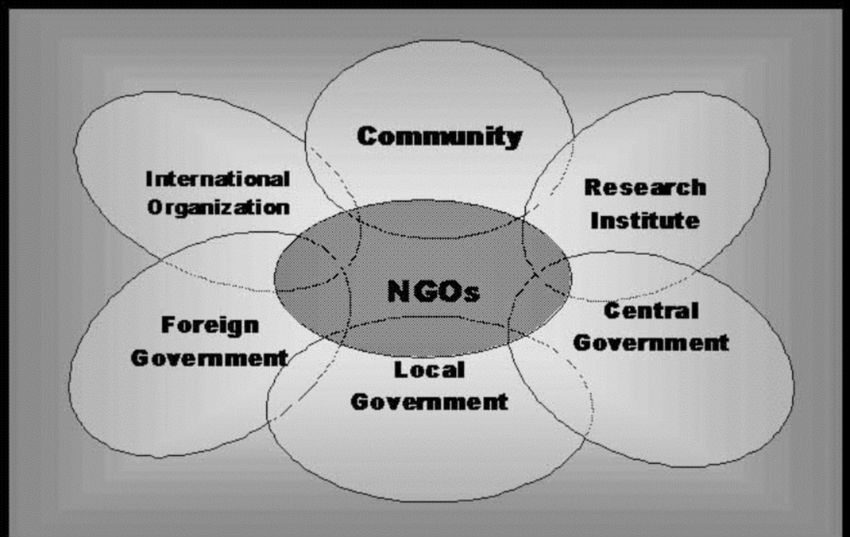 Community
International
Organization
Research
Institute
NGOs
Foreign
Government
Central
Government
Local
Government